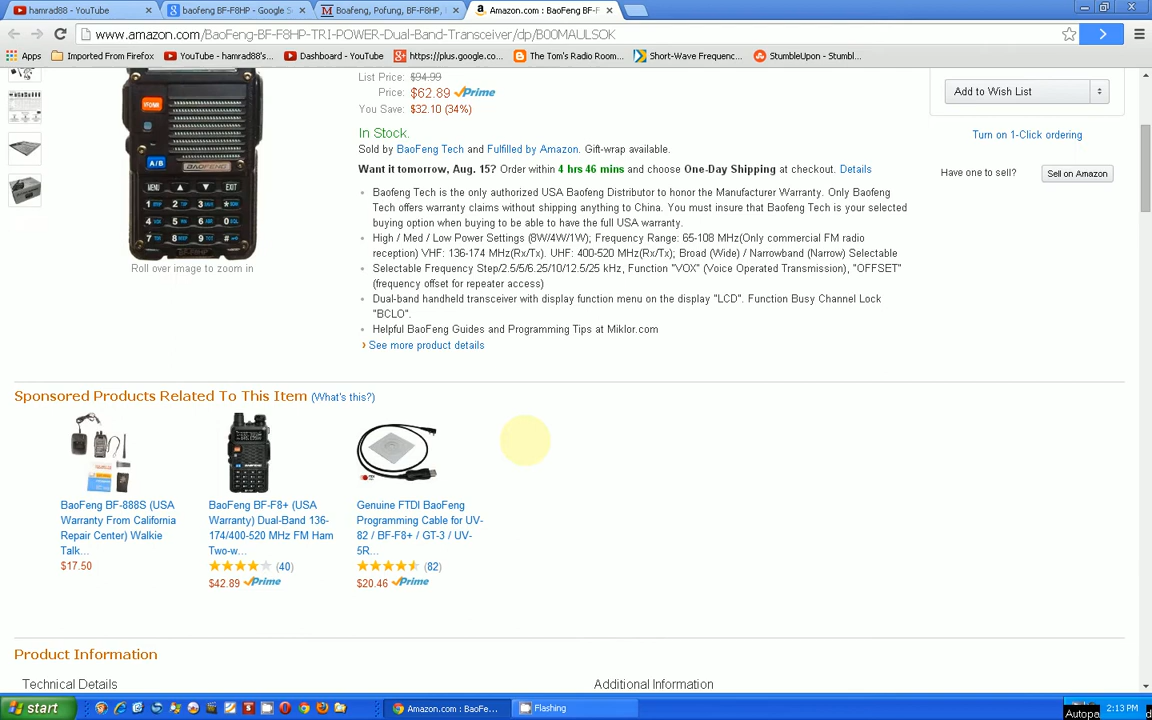 hamrad88 - YouTube
baofeng BF-F8HP - Google S
Boafeng, Pofung, BF-F8HP,
Amazon.com : BaoFeng BF-F
www.amazon.com/BaoFeng-BF-F8HP-TRI-POWER-Dual-Band-Transceiver/dp/B00MAULSOK
Apps
Imported From Firefox
YouTube - hamrad88's...
Dashboard - YouTube
https://plus.google.co...
The Tom's Radio Room...
Short-Wave Frequenc...
StumbleUpon - Stumbl...
List Price: $94.99
Price: $62.89 Prime
You Save: $32.10 (34%)
Add to Wish List
In Stock.
Turn on 1-Click ordering
Sold by BaoFeng Tech and Fulfilled by Amazon. Gift-wrap available.
Want it tomorrow, Aug. 15? Order within 4 hrs 46 mins and choose One-Day Shipping at checkout. Details
Have one to sell?
Sell on Amazon
Baofeng Tech is the only authorized USA Baofeng Distributor to honor the Manufacturer Warranty. Only Baofeng
Tech offers warranty claims without shipping anything to China. You must insure that Baofeng Tech is your selected
buying option when buying to be able to have the full USA warranty.
High / Med / Low Power Settings (8W/4W/1W); Frequency Range: 65-108 MHz(Only commercial FM radio
reception) VHF: 136-174 MHz(Rx/Tx). UHF: 400-520 MHz(Rx/Tx); Broad (Wide) / Narrowband (Narrow) Selectable
Selectable Frequency Step/2.5/5/6.25/10/12.5/25 kHz, Function "VOX" (Voice Operated Transmission), "OFFSET"
(frequency offset for repeater access)
Dual-band handheld transceiver with display function menu on the display "LCD". Function Busy Channel Lock
"BCLO".
Helpful BaoFeng Guides and Programming Tips at Miklor.com
› See more product details
VFO/MR
A/B
BAOFENG
MENU
EXIT
Roll over image to zoom in
Sponsored Products Related To This Item (What's this?)
BaoFeng BF-888S (USA
Warranty From California
Repair Center) Walkie
Talk...
$17.50
BaoFeng BF-F8+ (USA
Warranty) Dual-Band 136-
174/400-520 MHz FM Ham
Two-w...
(40)
$42.89 Prime
Genuine FTDI BaoFeng
Programming Cable for UV-
82 / BF-F8+ / GT-3 / UV-
5R...
(82)
$20.46 Prime
Product Information
Technical Details
Additional Information
start
Amazon.com : BaoFe...
Flashing
2:13 PM
Autopa